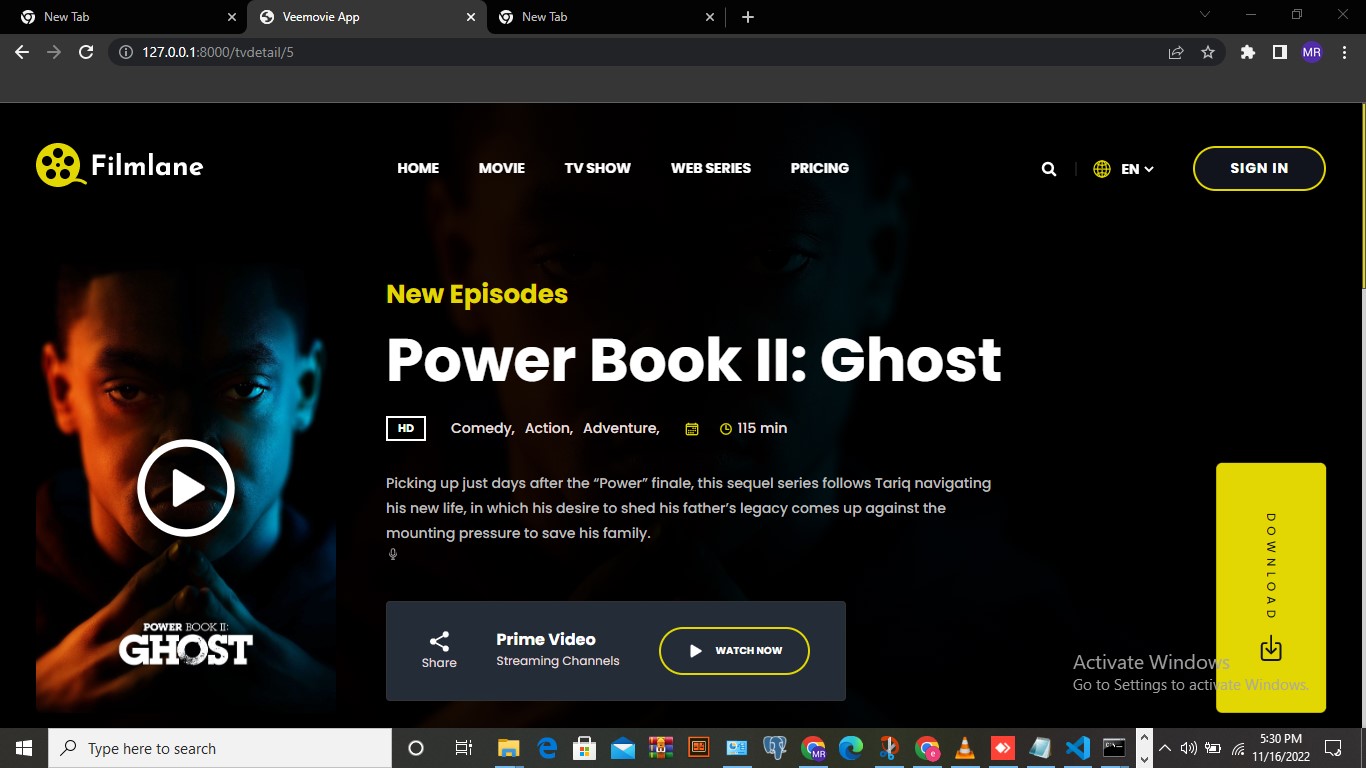 New Tab
Veemovie App
New Tab
127.0.0.1:8000/tvdetail/5
MR
Filmlane
HOME
MOVIE
TV SHOW
WEB SERIES
PRICING
EN
SIGN IN
New Episodes
Power Book II: Ghost
HD
Comedy, Action, Adventure,
115 min
Picking up just days after the “Power” finale, this sequel series follows Tariq navigating
his new life, in which his desire to shed his father’s legacy comes up against the
mounting pressure to save his family.
POWER BOOK II:
GHOST
Share
Prime Video
Streaming Channels
WATCH NOW
DOWNLOAD
Activate Windows
Go to Settings to activate Windows.
Type here to search
MR
e
5:30 PM
11/16/2022